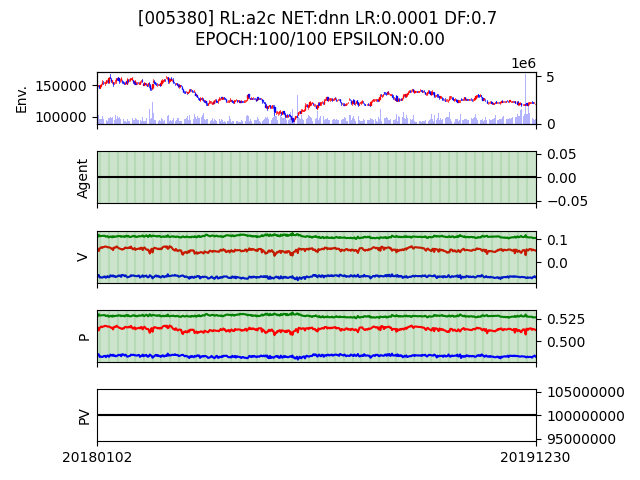 [005380] RL:a2c NET:dnn LR:0.0001 DF:0.7
EPOCH:100/100 EPSILON:0.00
1e6
Env.
150000
100000
5
0
Agent
0.05
0.00
−0.05
V
0.1
0.0
P
0.525
0.500
PV
105000000
100000000
95000000
20180102
20191230